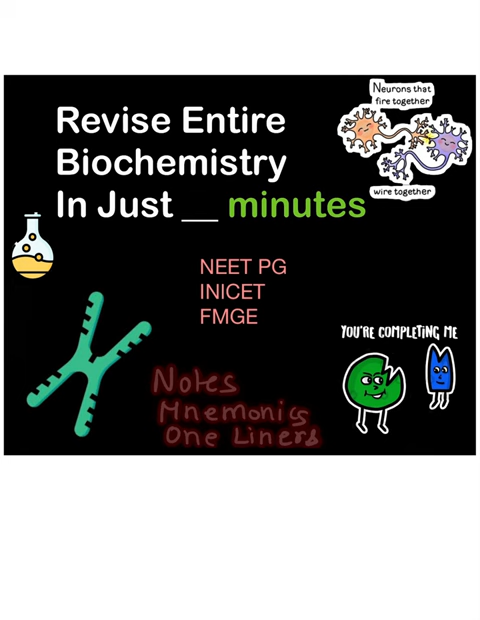 Neurons that
fire together
wire together
Revise Entire
Biochemistry
In Just __ minutes
NEET PG
INICET
FMGE
YOU'RE COMPLETING ME
Notes
Mnemonics
One Liners